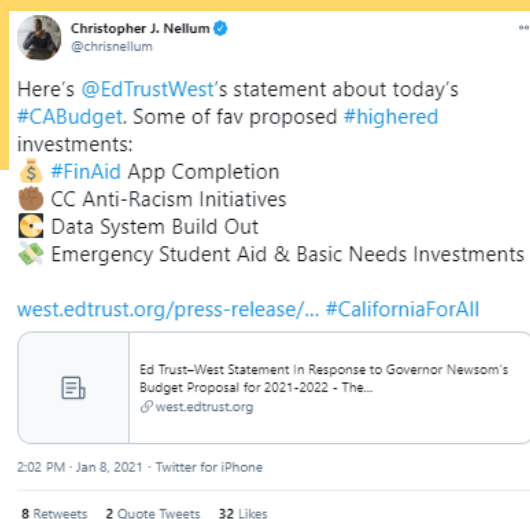 Christopher J. Nellum
@chrisnellum
Here's @EdTrustWest's statement about today's
#CABudget. Some of fav proposed #highered
investments:
💰 #FinAid App Completion
✊🏾 CC Anti-Racism Initiatives
💽 Data System Build Out
💸 Emergency Student Aid & Basic Needs Investments
west.edtrust.org/press-release/... #CaliforniaForAll
Ed Trust–West Statement In Response to Governor Newsom's
Budget Proposal for 2021-2022 - The...
west.edtrust.org
2:02 PM · Jan 8, 2021 · Twitter for iPhone
8 Retweets 2 Quote Tweets 32 Likes